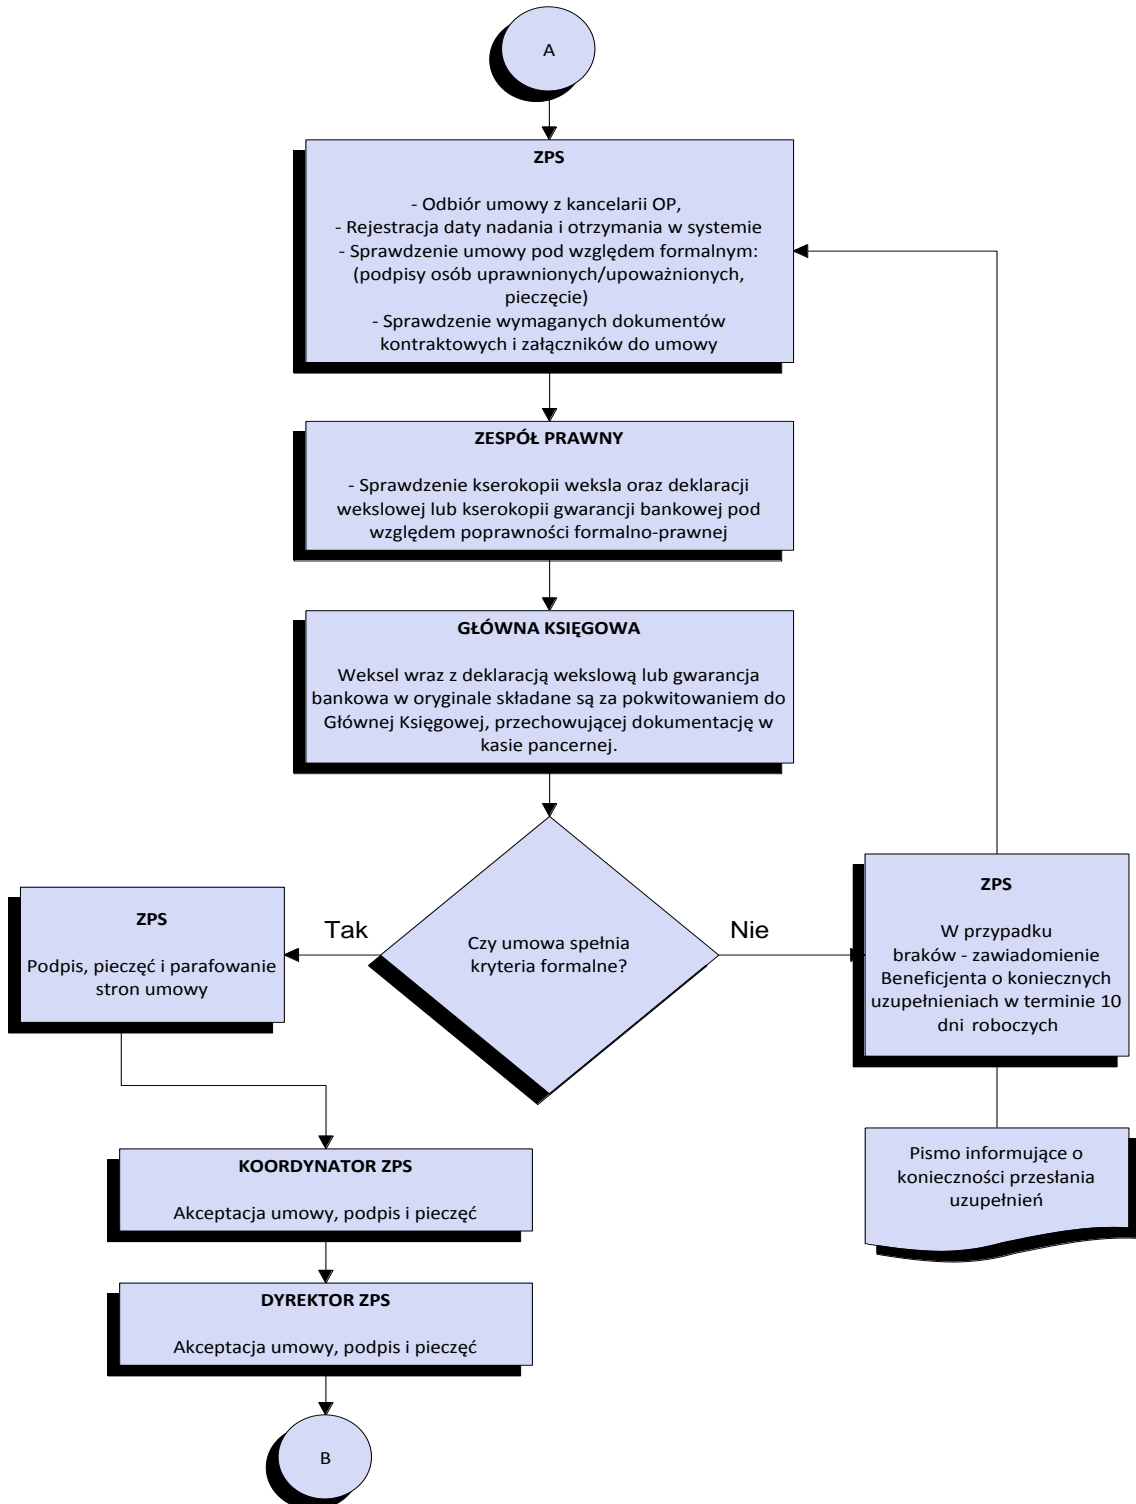 A
ZPS
- Odbiór umowy z kancelarii OP,
- Rejestracja daty nadania i otrzymania w systemie
- Sprawdzenie umowy pod względem formalnym:
(podpisy osób uprawnionych/upoważnionych,
pieczęcie)
- Sprawdzenie wymaganych dokumentów
kontraktowych i załączników do umowy
ZESPÓŁ PRAWNY
- Sprawdzenie kserokopii weksla oraz deklaracji
wekslowej lub kserokopii gwarancji bankowej pod
względem poprawności formalno-prawnej
GŁÓWNA KSIĘGOWA
Weksel wraz z deklaracją wekslową lub gwarancja
bankowa w oryginale składane są za pokwitowaniem do
Głównej Księgowej, przechowującej dokumentację w
kasie pancernej.
Czy umowa spełnia
kryteria formalne?
Tak
Nie
ZPS
Podpis, pieczęć i parafowanie
stron umowy
ZPS
W przypadku
braków - zawiadomienie
Beneficjenta o koniecznych
uzupełnieniach w terminie 10
dni roboczych
Pismo informujące o
konieczności przesłania
uzupełnień
KOORDYNATOR ZPS
Akceptacja umowy, podpis i pieczęć
DYREKTOR ZPS
Akceptacja umowy, podpis i pieczęć
B